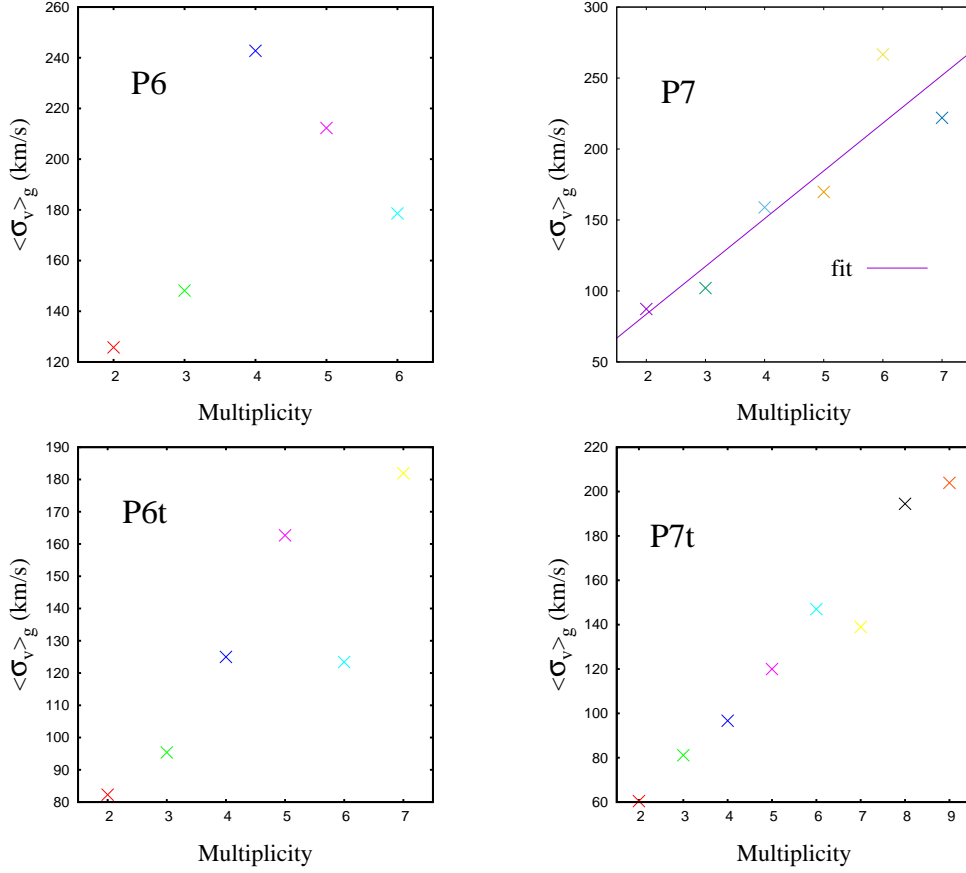 260
240
220
200
180
160
140
120
<σv>g (km/s)
P6
2 3 4 5 6
Multiplicity
300
250
200
150
100
50
<σv>g (km/s)
P7
fit
2 3 4 5 6 7
Multiplicity
190
180
170
160
150
140
130
120
110
100
90
80
<σv>g (km/s)
P6t
2 3 4 5 6 7
Multiplicity
220
200
180
160
140
120
100
80
60
<σv>g (km/s)
P7t
2 3 4 5 6 7 8 9
Multiplicity